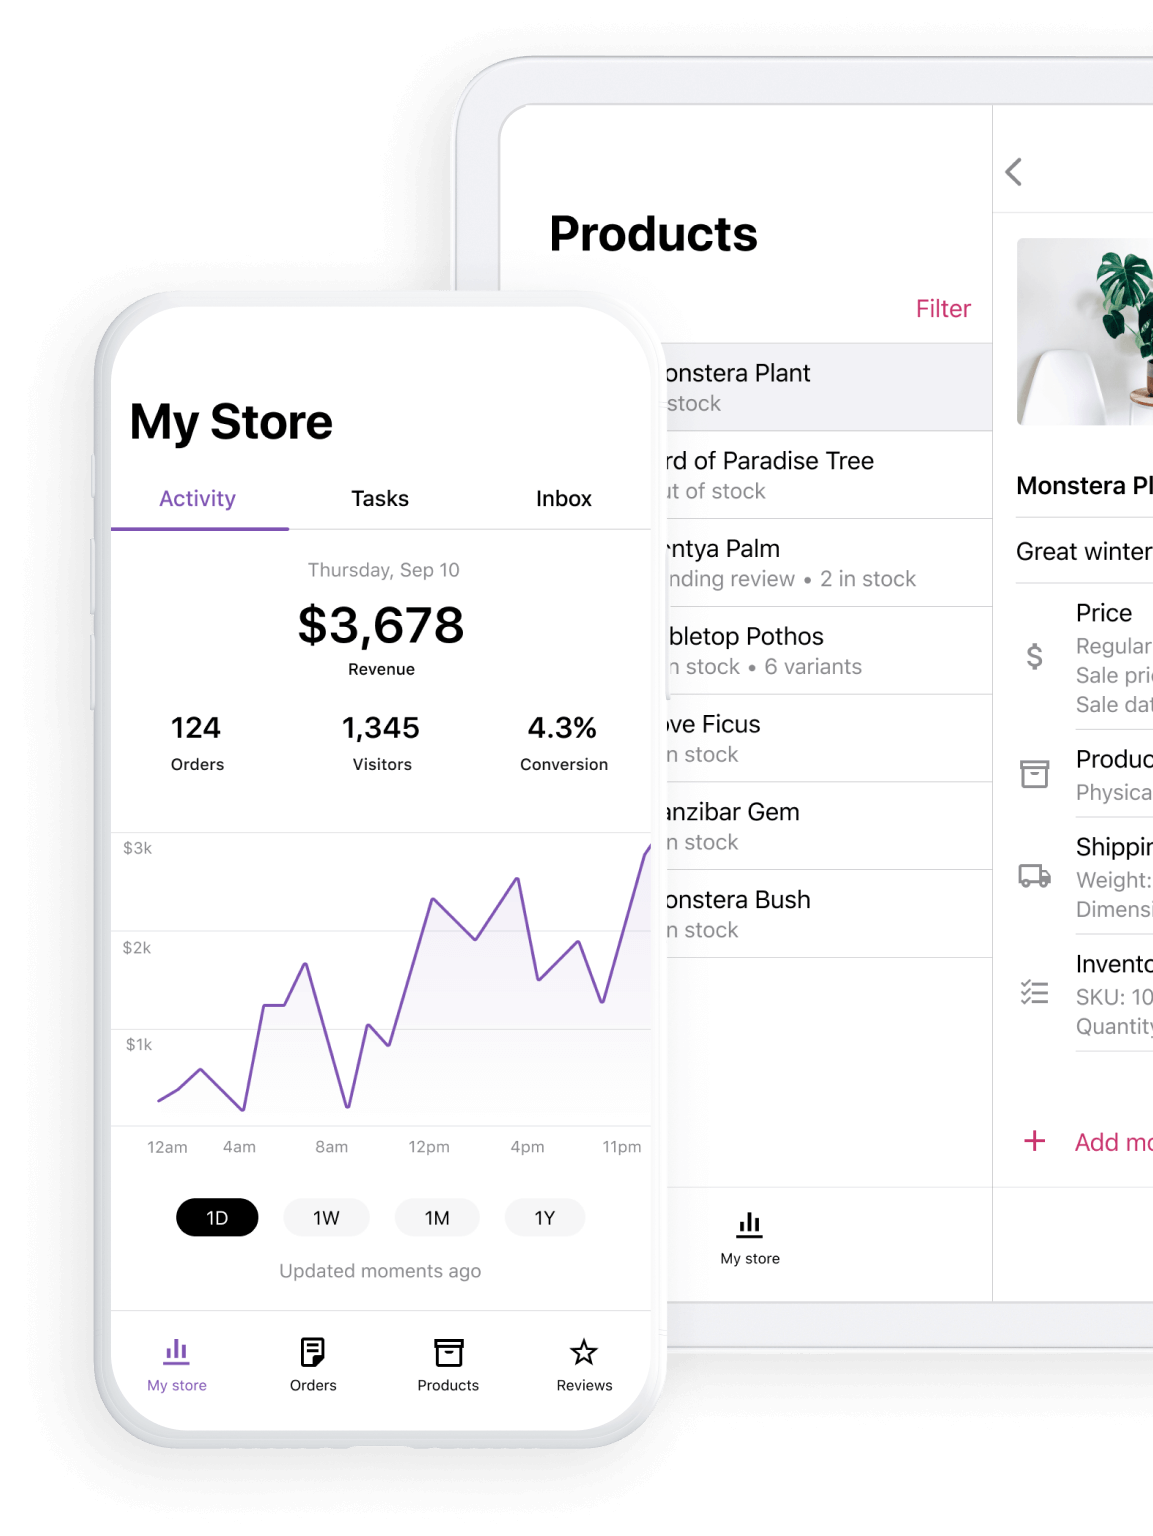 Products
Filter
onstera Plant
stock
rd of Paradise Tree
ut of stock
ntya Palm
nding review • 2 in stock
bletop Pothos
n stock • 6 variants
ve Ficus
n stock
anzibar Gem
n stock
onstera Bush
n stock
My store
Monstera Pl
Great winter
Price
Regular
Sale pri
Sale dat
Produc
Physica
Shippin
Weight:
Dimensi
Invento
SKU: 10
Quantity
Add mo
My Store
Activity Tasks Inbox
Thursday, Sep 10
$3,678
Revenue
124 1,345 4.3%
Orders Visitors Conversion
$3k
$2k
$1k
12am 4am 8am 12pm 4pm 11pm
1D 1W 1M 1Y
Updated moments ago
My store Orders Products Reviews